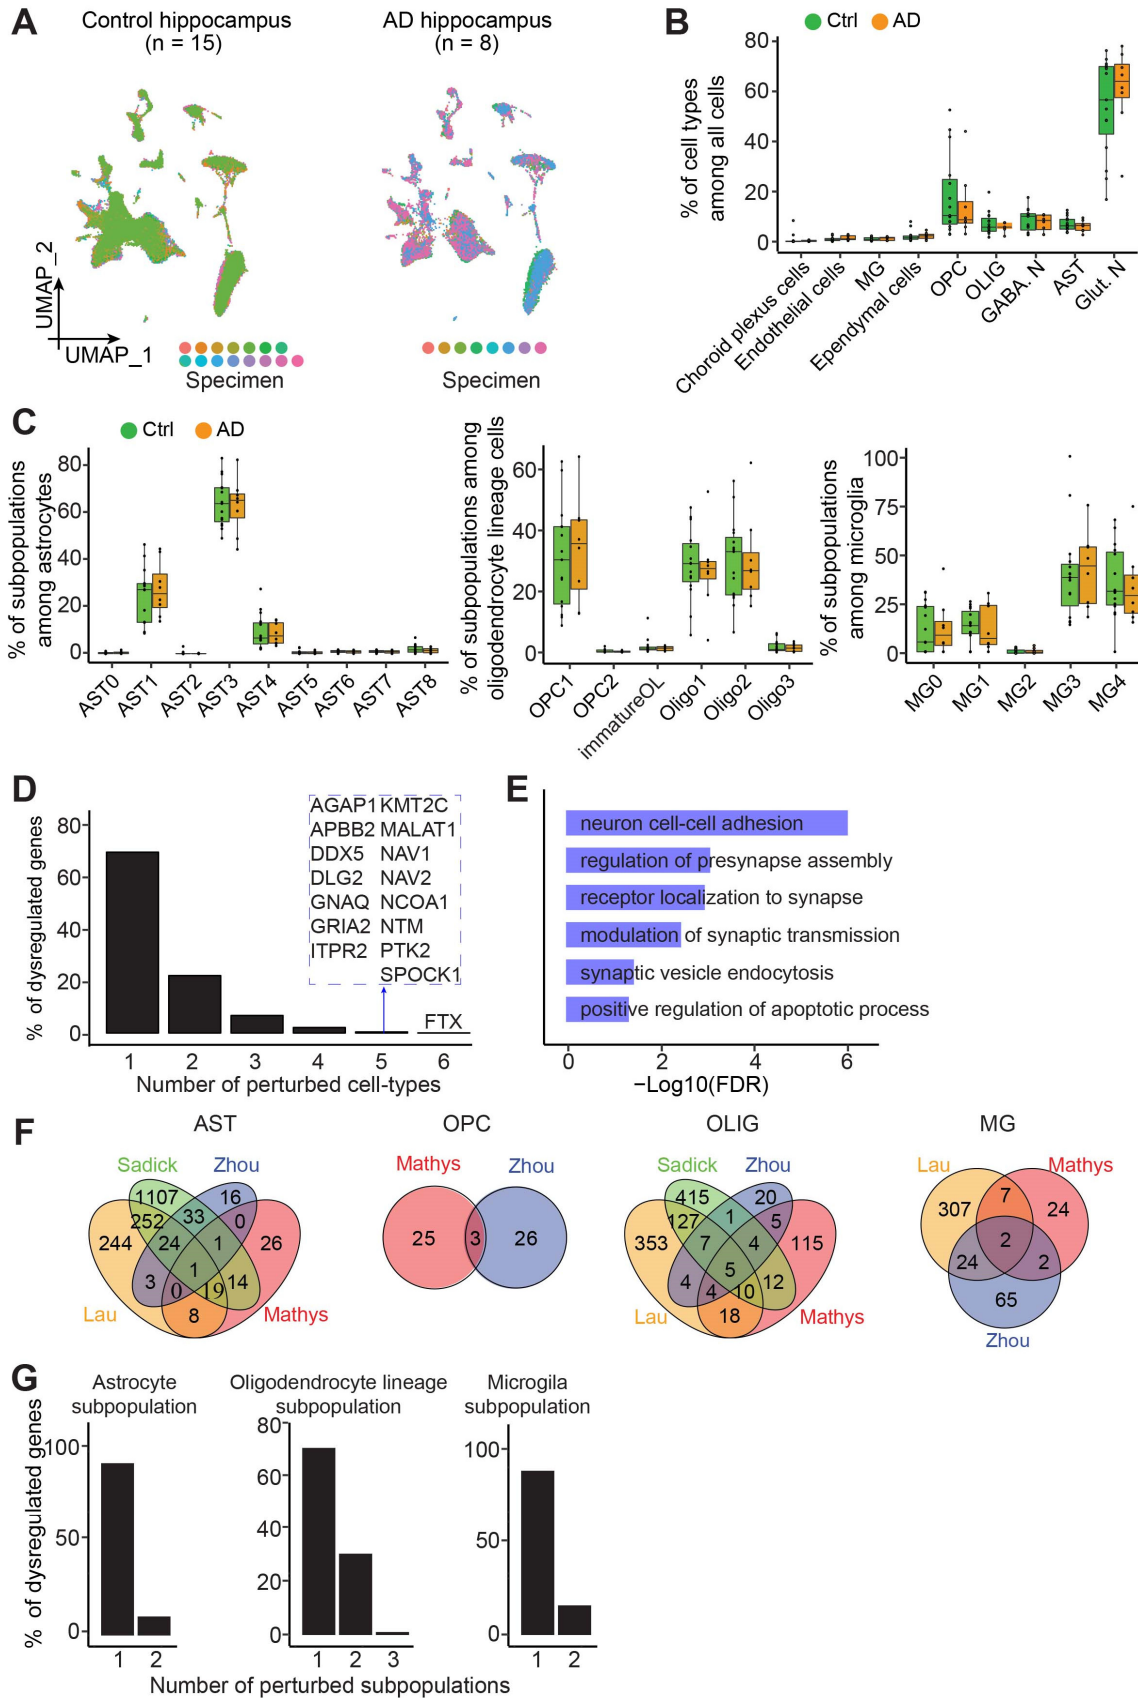 A
Control hippocampus
(n = 15)
AD hippocampus
(n = 8)
UMAP_2
UMAP_1
Specimen
Specimen
B
Ctrl AD
% of cell types
among all cells
80
60
40
20
0
Choroid plexus cells
Endothelial cells
MG
Ependymal cells
OPC
OLIG
GABA. N
AST
Glut. N
C
Ctrl AD
% of subpopulations
among astrocytes
80
60
40
20
0
AST0
AST1
AST2
AST3
AST4
AST5
AST6
AST7
AST8
% of subpopulations among
oligodendrocyte lineage cells
60
40
20
0
OPC1
OPC2
immatureOL
Oligo1
Oligo2
Oligo3
% of subpopulations
among microglia
100
75
50
25
0
MG0
MG1
MG2
MG3
MG4
D
% of dysregulated genes
80
60
40
20
0
AGAP1 KMT2C
APBB2 MALAT1
DDX5 NAV1
DLG2 NAV2
GNAQ NCOA1
GRIA2 NTM
ITPR2 PTK2
SPOCK1
FTX
1 2 3 4 5 6
Number of perturbed cell-types
E
neuron cell-cell adhesion
regulation of presynapse assembly
receptor localization to synapse
modulation of synaptic transmission
synaptic vesicle endocytosis
positive regulation of apoptotic process
0 2 4 6
−Log10(FDR)
F
AST
Sadick Zhou
1107 16
252 33 0
244 24 1 26
1
3 0 19 14
8
Lau Mathys
OPC
Mathys Zhou
25 3 26
OLIG
Sadick Zhou
415 20
127 1 5
353 7 4 115
5
4 4 10 12
18
Lau Mathys
MG
Lau Mathys
7
307 24
2
24 2
65
Zhou
G
% of dysregulated genes
Astrocyte
subpopulation
100
50
0
1 2
Oligodendrocyte lineage
subpopulation
80
60
40
20
0
1 2 3
Microgila
subpopulation
100
50
0
1 2
Number of perturbed subpopulations